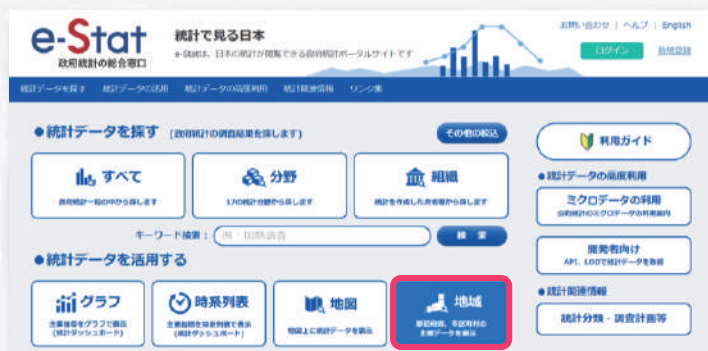 e-Stat
政府統計の総合窓口
統計で見る日本
e-Statは、日本の統計が閲覧できる政府統計ポータルサイトです
お問い合わせ | ヘルプ | English
ログイン
新規登録
統計データを探す 統計データの活用 統計データの高度利用 統計関連情報 リンク集
●統計データを探す (政府統計の調査結果を探します)
その他の絞込
すべて
政府統計一覧の中から探します
分野
17の統計分野から探します
組織
統計を作成した府省等から探します
キーワード検索:
例:国勢調査
検索
●統計データを活用する
グラフ
主要指標をグラフで表示
(統計ダッシュボード)
時系列表
主要指標を時系列表で表示
(統計ダッシュボード)
地図
地図上に統計データを表示
地域
都道府県、市区町村の
主要データを表示
利用ガイド
●統計データの高度利用
ミクロデータの利用
公的統計のミクロデータの利用案内
開発者向け
API、LODで統計データを取得
●統計関連情報
統計分類・調査計画等